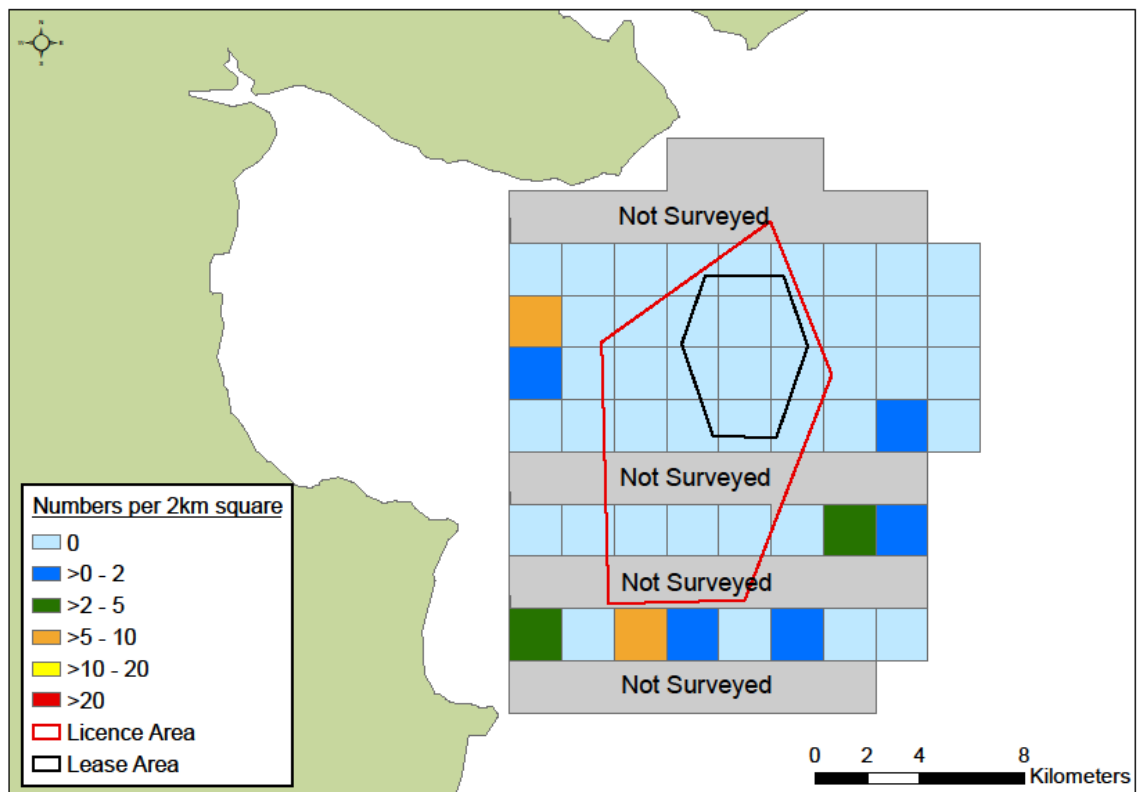 N
W E
S
Not Surveyed
Not Surveyed
Not Surveyed
Not Surveyed
Numbers per 2km square
0
>0 - 2
>2 - 5
>5 - 10
>10 - 20
>20
Licence Area
Lease Area
0 2 4 8
Kilometers